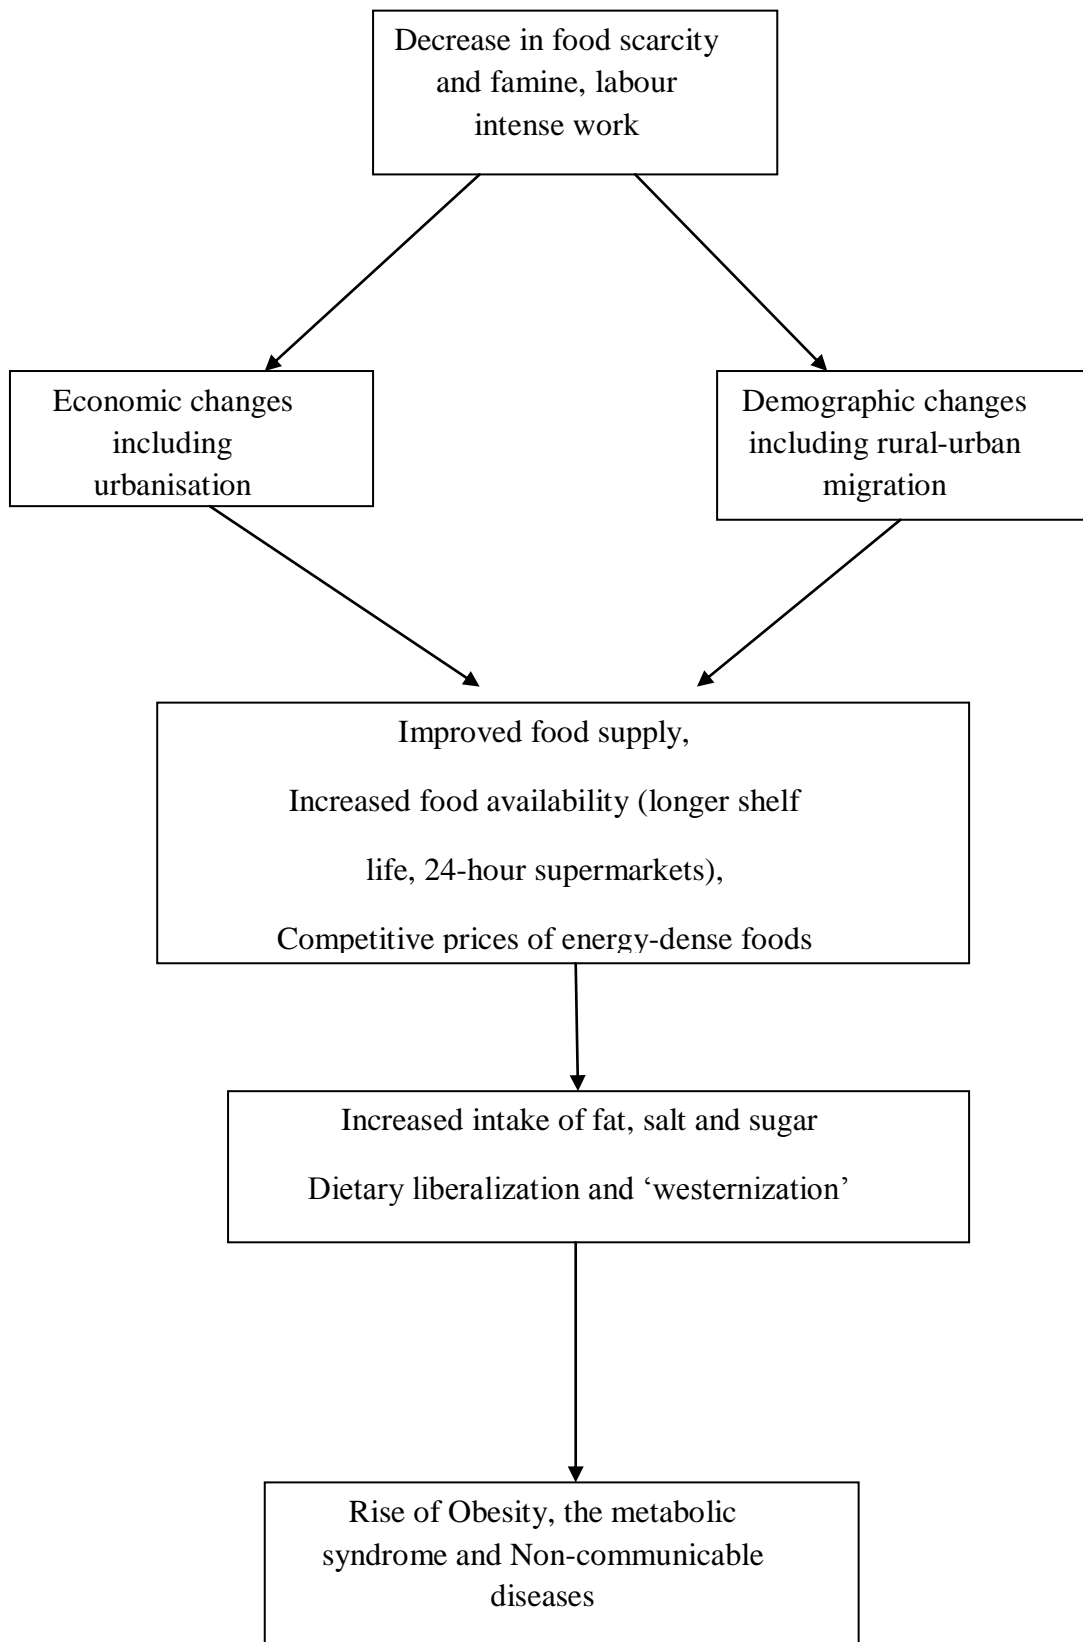 Decrease in food scarcity
and famine, labour
intense work
Economic changes
including
urbanisation
Demographic changes
including rural-urban
migration
Improved food supply,
Increased food availability (longer shelf
life, 24-hour supermarkets),
Competitive prices of energy-dense foods
Increased intake of fat, salt and sugar
Dietary liberalization and ‘westernization’
Rise of Obesity, the metabolic
syndrome and Non-communicable
diseases